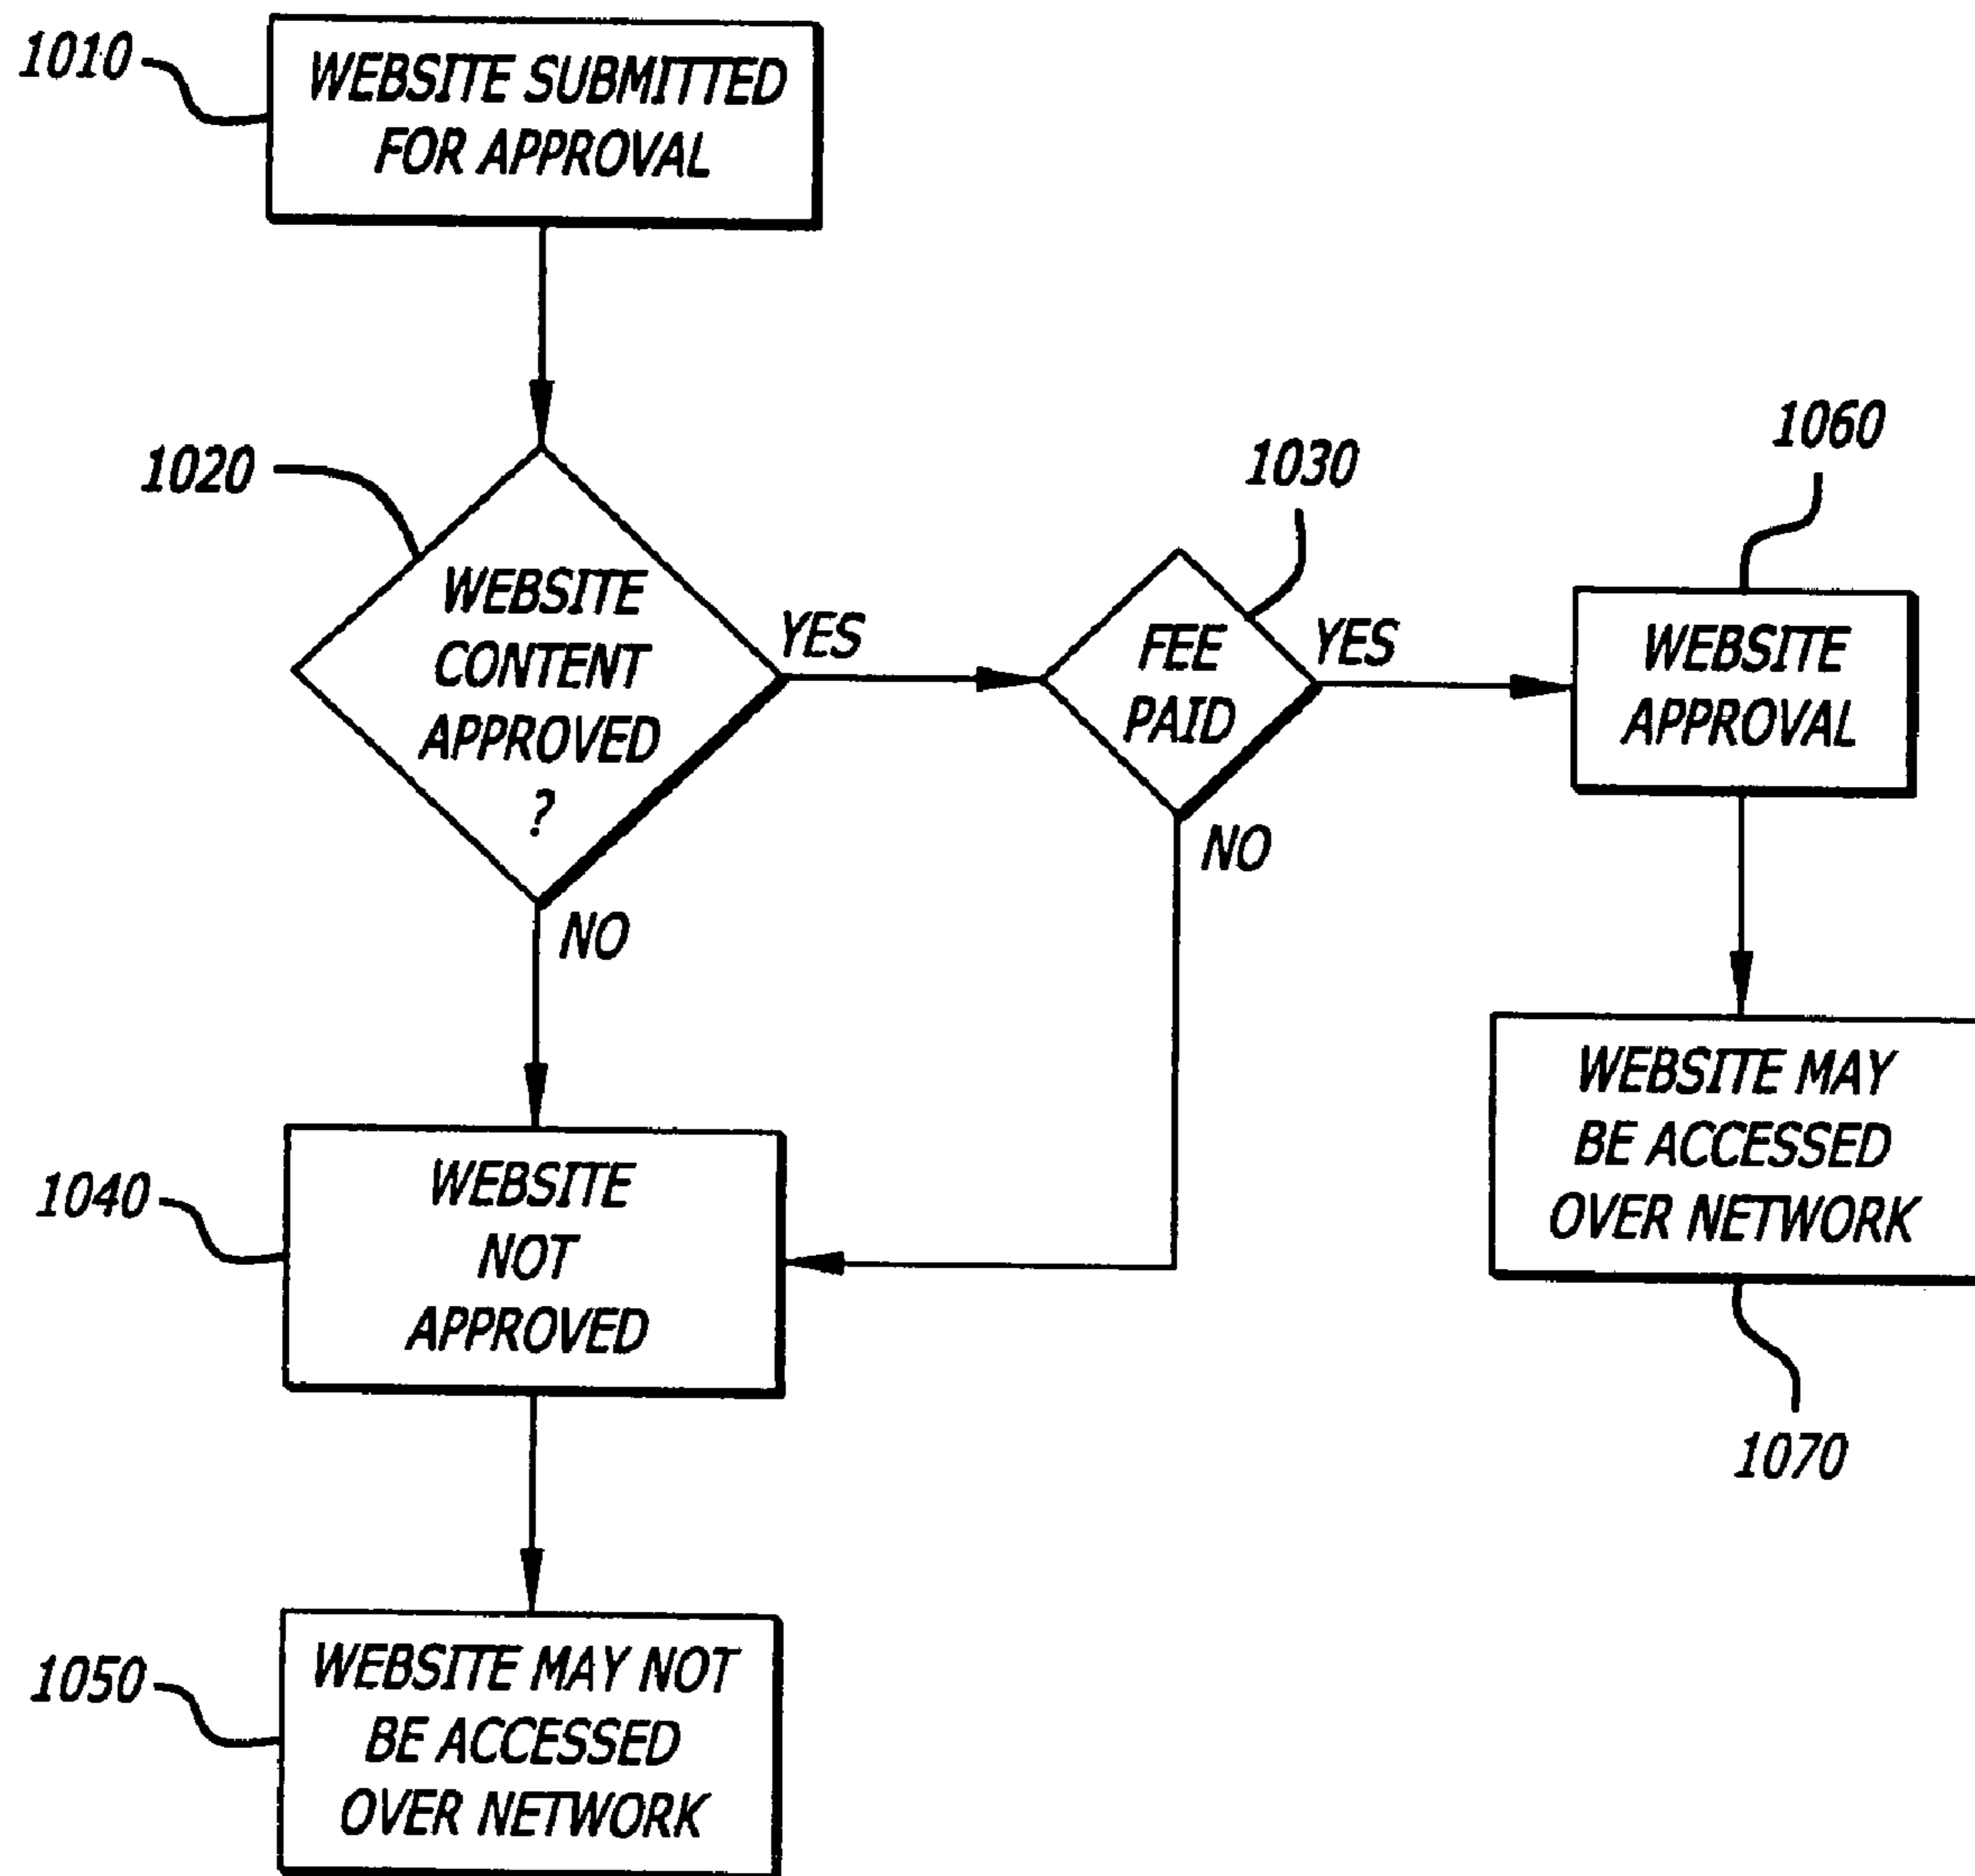 1010
WEBSITE SUBMITTED
FOR APPROVAL
1020
WEBSITE
CONTENT
APPROVED
?
YES
NO
1030
FEE
PAID
YES
NO
1060
WEBSITE
APPROVAL
WEBSITE MAY
BE ACCESSED
OVER NETWORK
1070
1040
WEBSITE
NOT
APPROVED
1050
WEBSITE MAY NOT
BE ACCESSED
OVER NETWORK